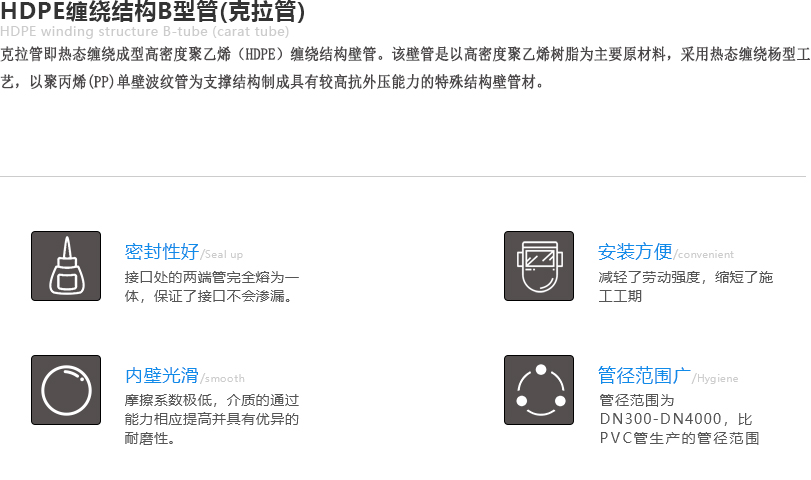 HDPE缠绕结构B型管(克拉管)
HDPE winding structure B-tube (carat tube)
克拉管即热态缠绕成型高密度聚乙烯（HDPE）缠绕结构壁管。该壁管是以高密度聚乙烯树脂为主要原材料，采用热态缠绕杨型工
艺，以聚丙烯(PP)单壁波纹管为支撑结构制成具有较高抗外压能力的特殊结构壁管材。
密封性好/Seal up
接口处的两端管完全熔为一
体，保证了接口不会渗漏。
安装方便/convenient
减轻了劳动强度，缩短了施
工工期
内壁光滑/smooth
摩擦系数极低，介质的通过
能力相应提高并具有优异的
耐磨性。
管径范围广/Hygiene
管径范围为
DN300-DN4000，比
PVC管生产的管径范围